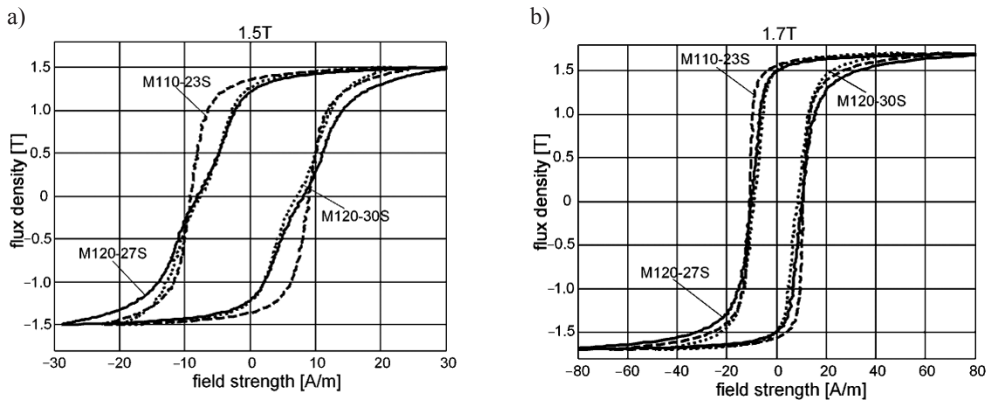 a)
1.5T
flux density [T]
1.5
1.0
0.5
0
−0.5
−1.0
−1.5
M110-23S
M120-30S
M120-27S
−30
−20
−10
0
10
20
30
field strength [A/m]
b)
1.7T
flux density [T]
1.5
1.0
0.5
0
−0.5
−1.0
−1.5
M110-23S
M120-30S
M120-27S
−80
−60
−40
−20
0
20
40
60
80
field strength [A/m]